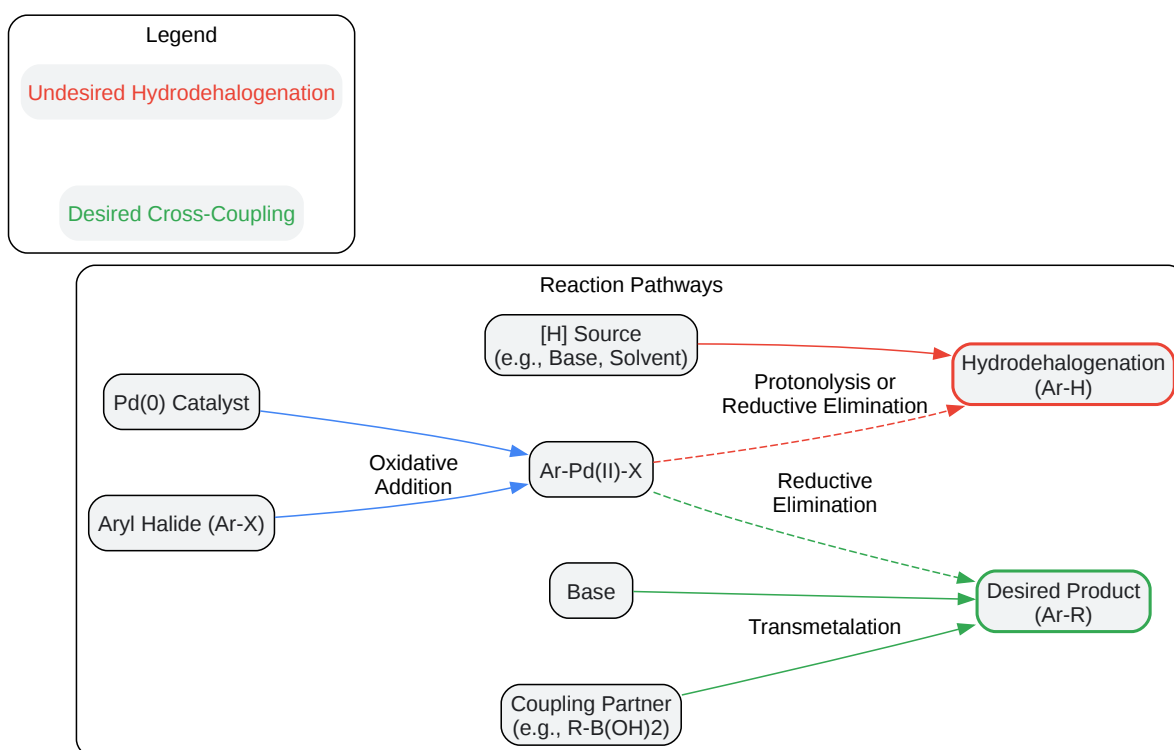 Legend
Undesired Hydrodehalogenation
Desired Cross-Coupling
Reaction Pathways
[H] Source
(e.g., Base, Solvent)
Hydrodehalogenation
(Ar-H)
Protonolysis or
Reductive Elimination
Pd(0) Catalyst
Oxidative
Addition
Ar-Pd(II)-X
Reductive
Elimination
Aryl Halide (Ar-X)
Base
Desired Product
(Ar-R)
Transmetalation
Coupling Partner
(e.g., R-B(OH)2)